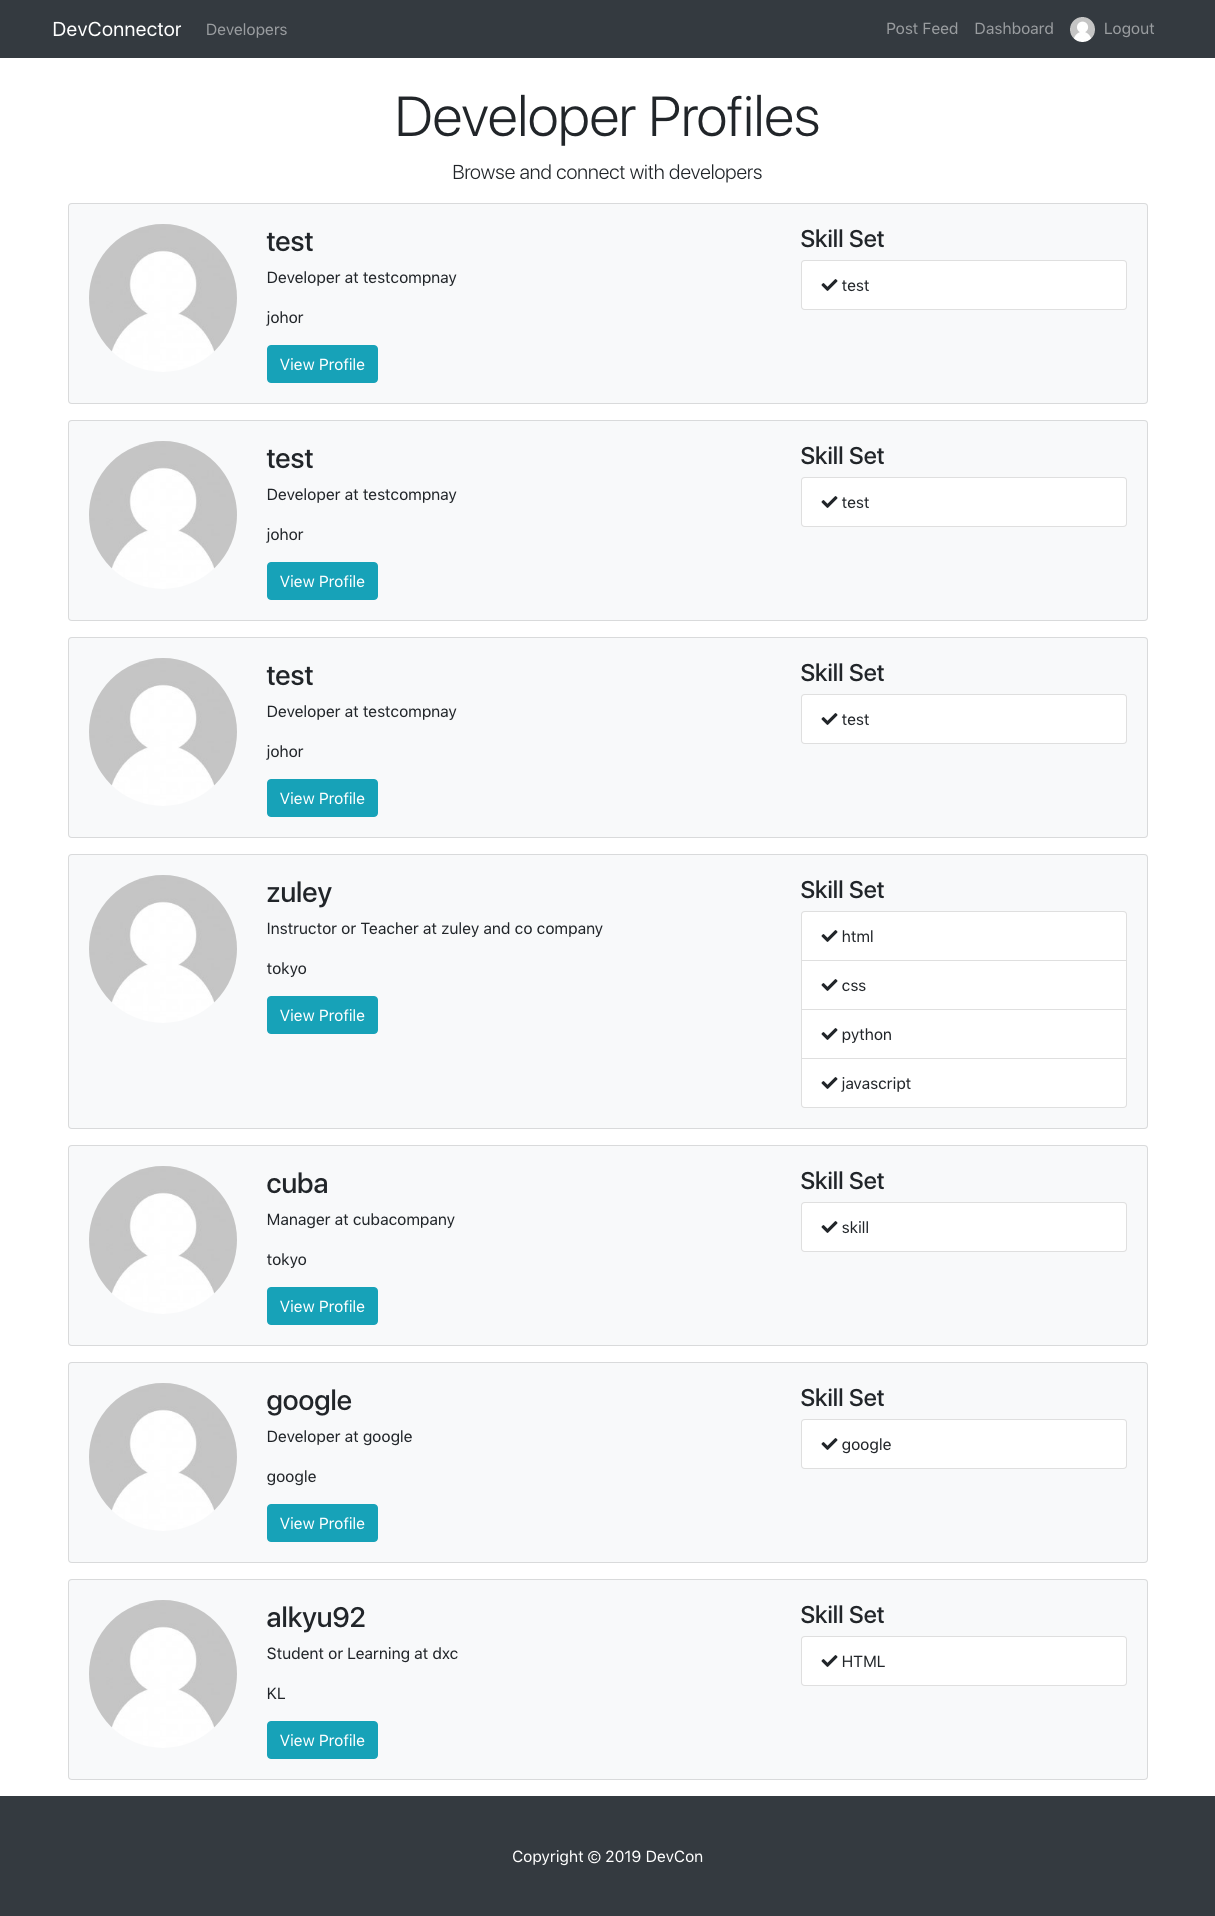 DevConnector Developers Post Feed Dashboard Logout
Developer Profiles
Browse and connect with developers
test
Developer at testcompnay
johor
View Profile
Skill Set
test
test
Developer at testcompnay
johor
View Profile
Skill Set
test
test
Developer at testcompnay
johor
View Profile
Skill Set
test
zuley
Instructor or Teacher at zuley and co company
tokyo
View Profile
Skill Set
html
css
python
javascript
cuba
Manager at cubacompany
tokyo
View Profile
Skill Set
skill
google
Developer at google
google
View Profile
Skill Set
google
alkyu92
Student or Learning at dxc
KL
View Profile
Skill Set
HTML
Copyright © 2019 DevCon